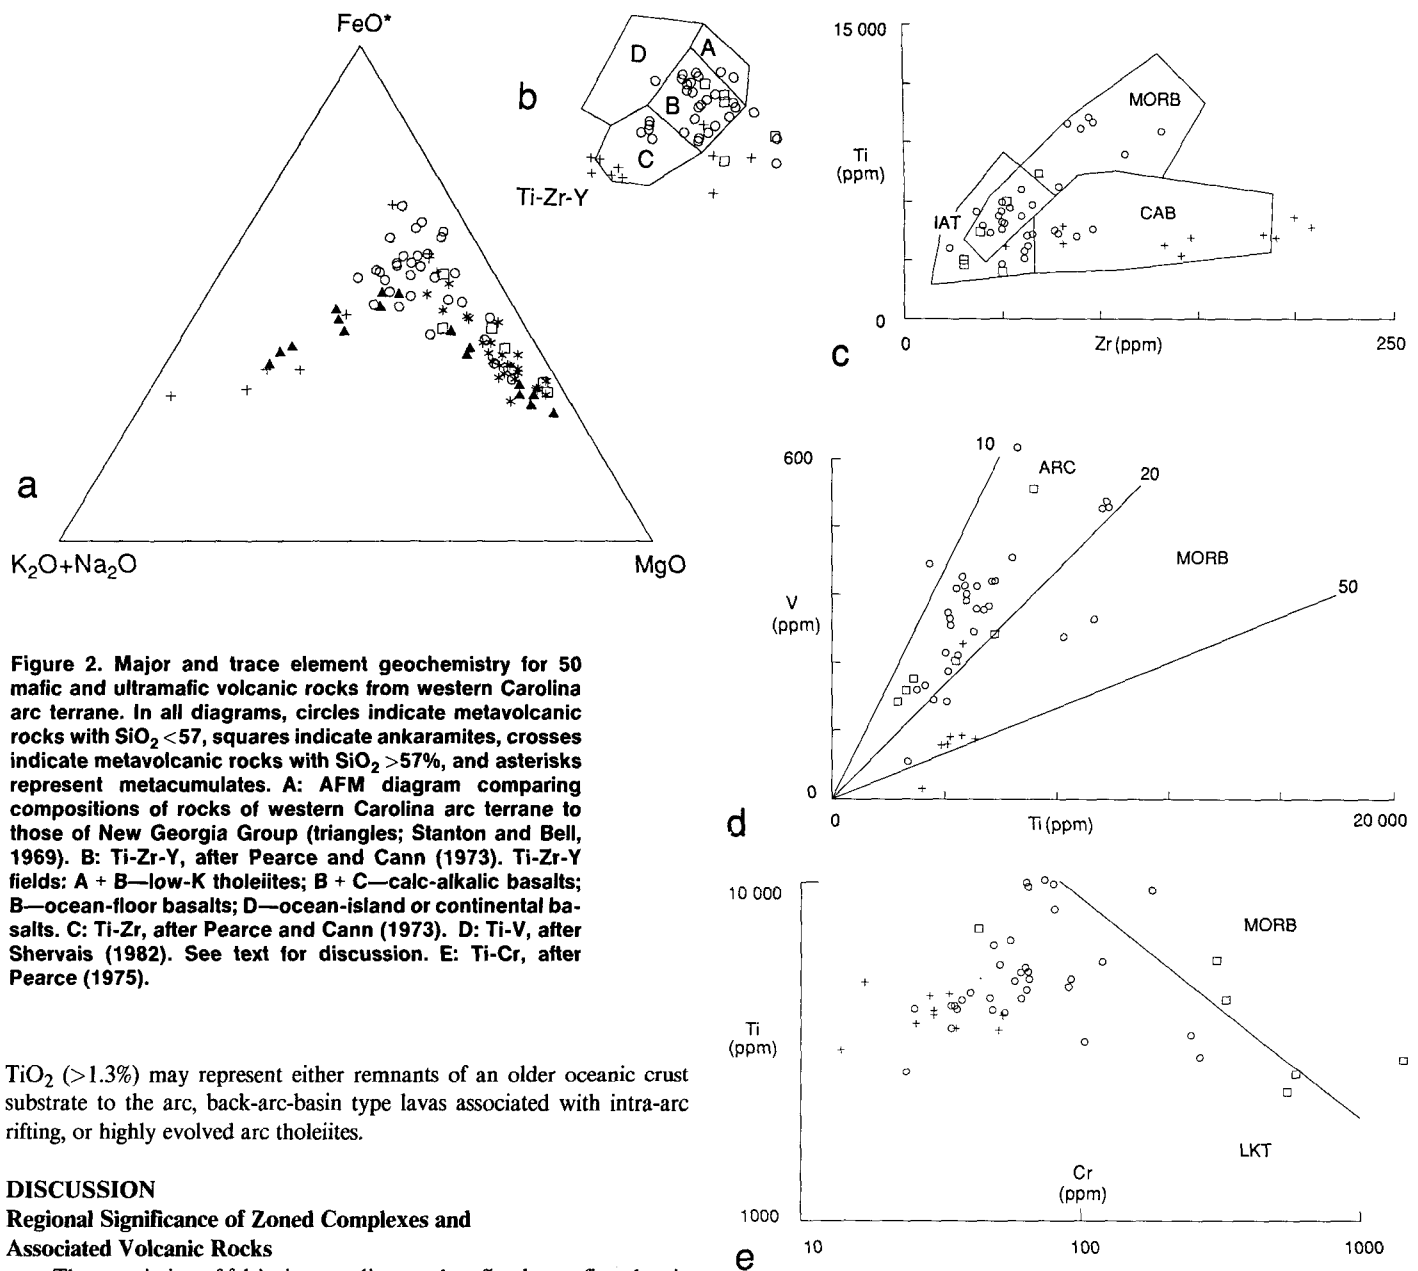 FeO*
a
K₂O+Na₂O
MgO
b
D
A
B
C
Ti-Zr-Y
15 000
Ti
(ppm)
MORB
IAT
CAB
0
0
Zr (ppm)
250
c
600
10
ARC
20
MORB
50
V
(ppm)
0
0
Ti (ppm)
20 000
d
10 000
MORB
Ti
(ppm)
LKT
Cr
(ppm)
1000
10
100
1000
e
Figure 2. Major and trace element geochemistry for 50
mafic and ultramafic volcanic rocks from western Carolina
arc terrane. In all diagrams, circles indicate metavolcanic
rocks with SiO₂ <57, squares indicate ankaramites, crosses
indicate metavolcanic rocks with SiO₂ >57%, and asterisks
represent metacumulates. A: AFM diagram comparing
compositions of rocks of western Carolina arc terrane to
those of New Georgia Group (triangles; Stanton and Bell,
1969). B: Ti-Zr-Y, after Pearce and Cann (1973). Ti-Zr-Y
fields: A + B—low-K tholeiites; B + C—calc-alkalic basalts;
B—ocean-floor basalts; D—ocean-island or continental ba-
salts. C: Ti-Zr, after Pearce and Cann (1973). D: Ti-V, after
Shervais (1982). See text for discussion. E: Ti-Cr, after
Pearce (1975).
TiO₂ (>1.3%) may represent either remnants of an older oceanic crust
substrate to the arc, back-arc-basin type lavas associated with intra-arc
rifting, or highly evolved arc tholeiites.
DISCUSSION
Regional Significance of Zoned Complexes and
Associated Volcanic Rocks